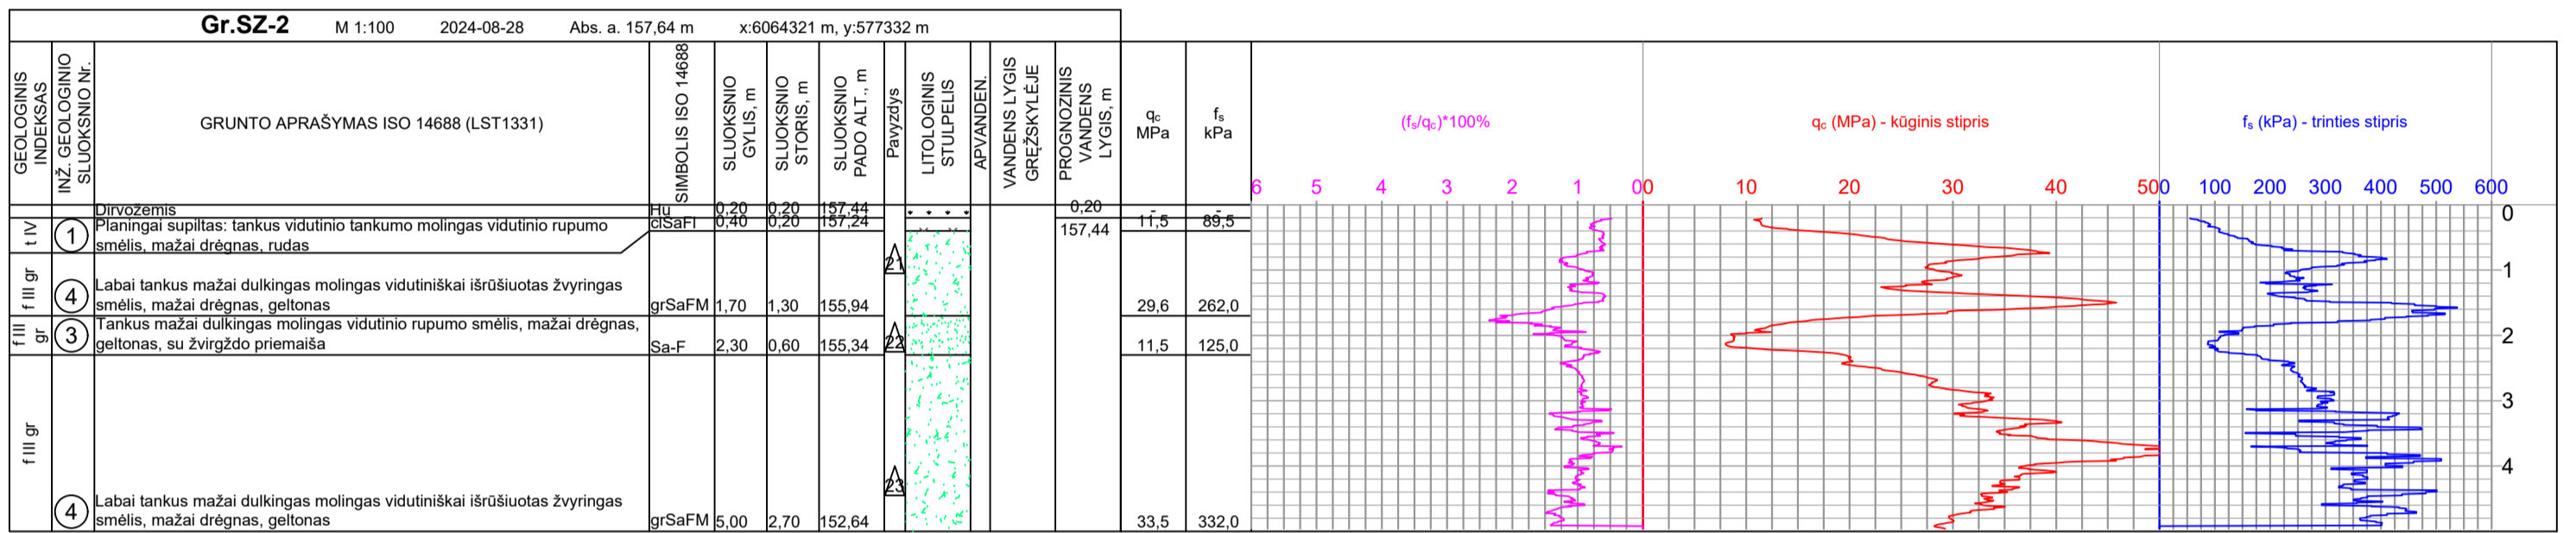 Gr.SZ-2 M 1:100 2024-08-28 Abs. a. 157,64 m x:6064321 m, y:577332 m
GEOLOGINIS
INDEKSAS
INŽ. GEOLOGINIO
SLUOKSNIO Nr.
GRUNTO APRAŠYMAS ISO 14688 (LST1331)
SIMBOLIS ISO 14688
SLUOKSNIO
GYLIS, m
SLUOKSNIO
STORIS, m
SLUOKSNIO
PADO ALT., m
Pavyzdys
LITOLOGINIS
STULPELIS
APVANDEN.
VANDENS LYGIS
GRĘŽSKYLĖJE
PROGNOZINIS
VANDENS
LYGIS, m
qc
MPa
fs
kPa
(fs/qc)*100%
qc (MPa) - kūginis stipris
fs (kPa) - trinties stipris
6 5 4 3 2 1 0
0 10 20 30 40 50
0 100 200 300 400 500 600
Dirvožemis Hu 0,20 0,20 157,44 0,20 - -
157,44
t IV 1 Planingai supiltas: tankus vidutinio tankumo molingas vidutinio rupumo clSaFl 0,40 0,20 157,24 11,5 89,5
smėlis, mažai drėgnas, rudas
21
f III gr 4 Labai tankus mažai dulkingas molingas vidutiniškai išrūšiuotas žvyringas
smėlis, mažai drėgnas, geltonas grSaFM 1,70 1,30 155,94 29,6 262,0
f III
gr
3 Tankus mažai dulkingas molingas vidutinio rupumo smėlis, mažai drėgnas,
geltonas, su žvirgždo priemaiša Sa-F 2,30 0,60 155,34 22 11,5 125,0
f III gr 4 Labai tankus mažai dulkingas molingas vidutiniškai išrūšiuotas žvyringas
smėlis, mažai drėgnas, geltonas grSaFM 5,00 2,70 152,64 23 33,5 332,0
0
1
2
3
4